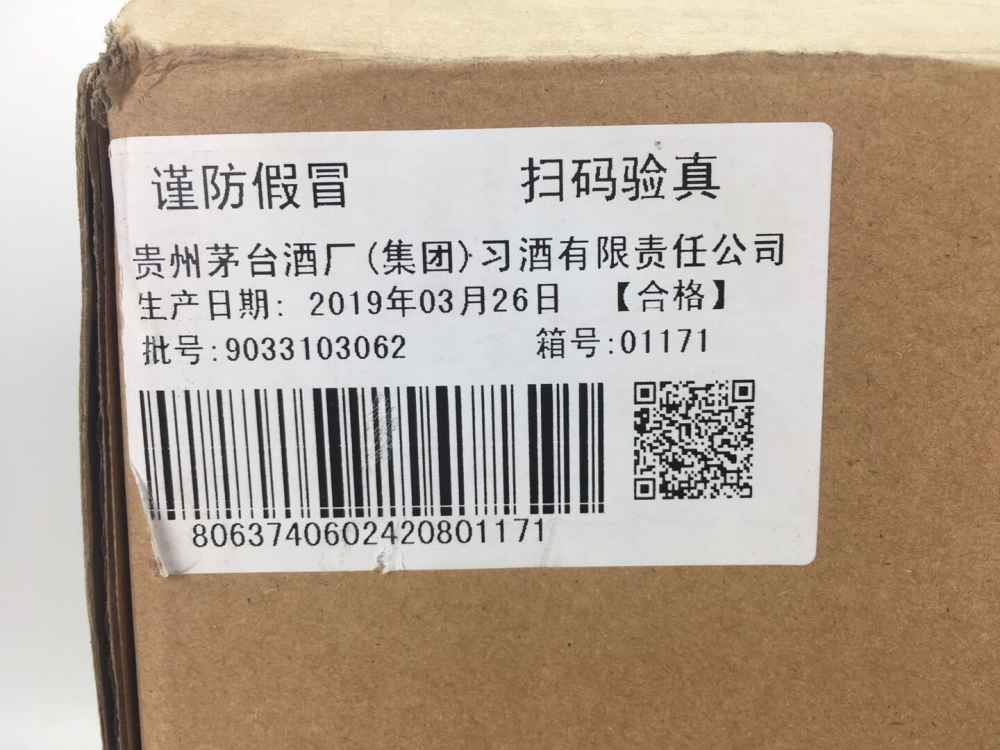 谨防假冒 扫码验真
贵州茅台酒厂(集团)习酒有限责任公司
生产日期: 2019年03月26日 【合格】
批号:9033103062 箱号:01171
8063740602420801171